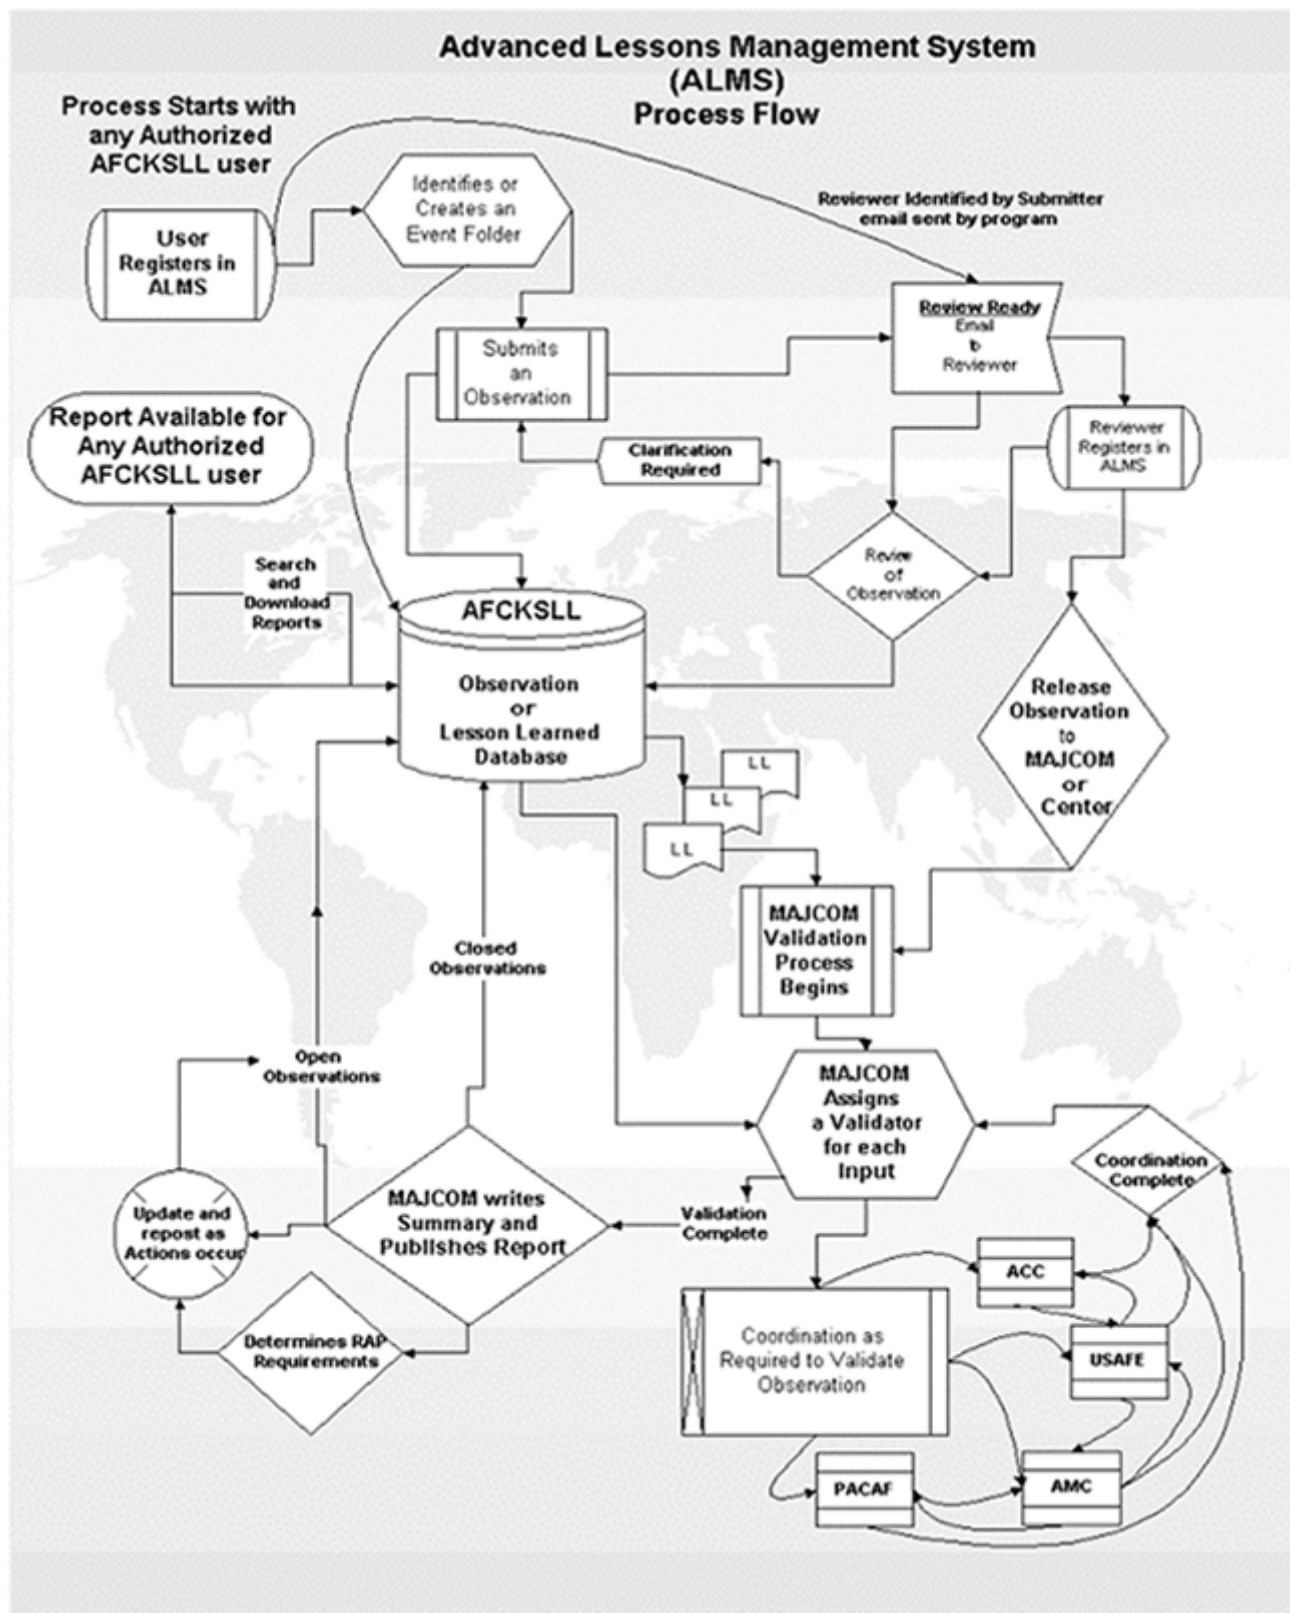 Advanced Lessons Management System
(ALMS)
Process Flow
Process Starts with
any Authorized
AFCKSLL user
User
Registers in
ALMS
Identifies or
Creates an
Event Folder
Reviewer Identified by Submitter
email sent by program
Review Ready
Email
to
Reviewer
Submits
an
Observation
Report Available for
Any Authorized
AFCKSLL user
Clarification
Required
Reviewer
Registers in
ALMS
Review
of
Observation
Search
and
Download
Reports
AFCKSLL
Observation
or
Lesson Learned
Database
Release
Observation
to
MAJCOM
or
Center
LL
LL
LL
MAJCOM
Validation
Process
Begins
Closed
Observations
Open
Observations
MAJCOM
Assigns
a Validator
for each
Input
Coordination
Complete
Update and
repost as
Actions occur
MAJCOM writes
Summary and
Publishes Report
Validation
Complete
ACC
Determines RAP
Requirements
Coordination as
Required to Validate
Observation
USAFE
PACAF
AMC